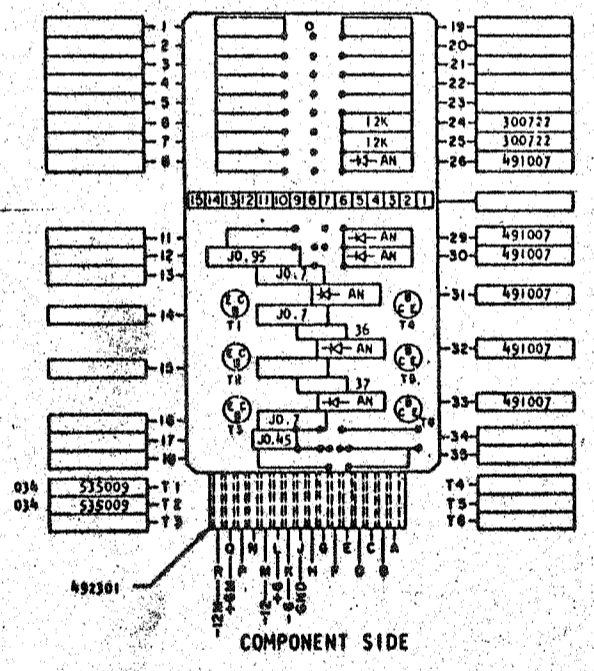 1 19
2 20
3 21
4 22
5 23
6 12K 24 300722
7 12K 25 300722
8 AN 26 491007
15 14 13 12 11 10 9 8 7 6 5 4 3 2 1
11 AN 29 491007
12 J0.95 AN 30 491007
13 J0.7
AN 31 491007
E C B T1 J0.7 B C E T4
14
36
AN 32 491007
E C B T2 B C E
15
37
AN 33 491007
E C B B C E
16 J0.7
17 J0.45 34
18 35
034 535009 T1 T4
034 535009 T2 T5
T3 T6
Q N L J G E C A
R P M K H F D B
-12M +6M -12 +6 -6 GND
492301
COMPONENT SIDE